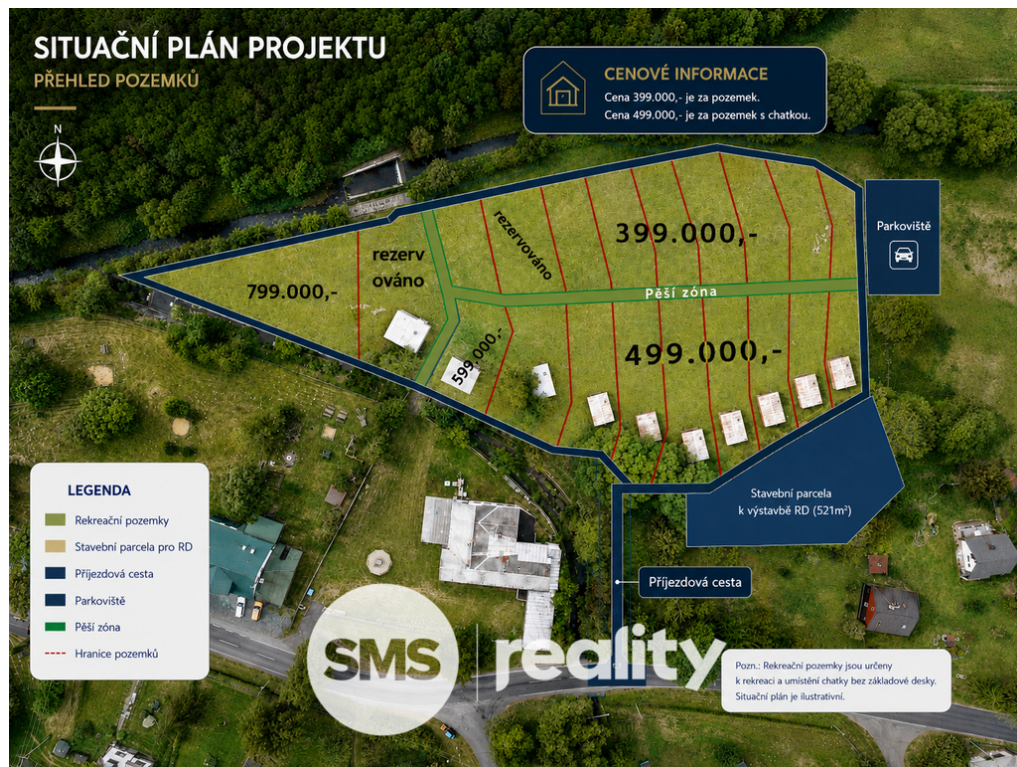 SITUAČNÍ PLÁN PROJEKTU
PŘEHLED POZEMKŮ
N
CENOVÉ INFORMACE
Cena 399.000,- je za pozemek.
Cena 499.000,- je za pozemek s chatkou.
Parkoviště
rezerv
ováno
rezervováno
399.000,-
799.000,-
Pěší zóna
599.000,-
499.000,-
Stavební parcela
k výstavbě RD (521m²)
Příjezdová cesta
LEGENDA
Rekreační pozemky
Stavební parcela pro RD
Příjezdová cesta
Parkoviště
Pěší zóna
Hranice pozemků
SMS reality
Pozn.: Rekreační pozemky jsou určeny
k rekreaci a umístění chatky bez základové desky.
Situační plán je ilustrativní.